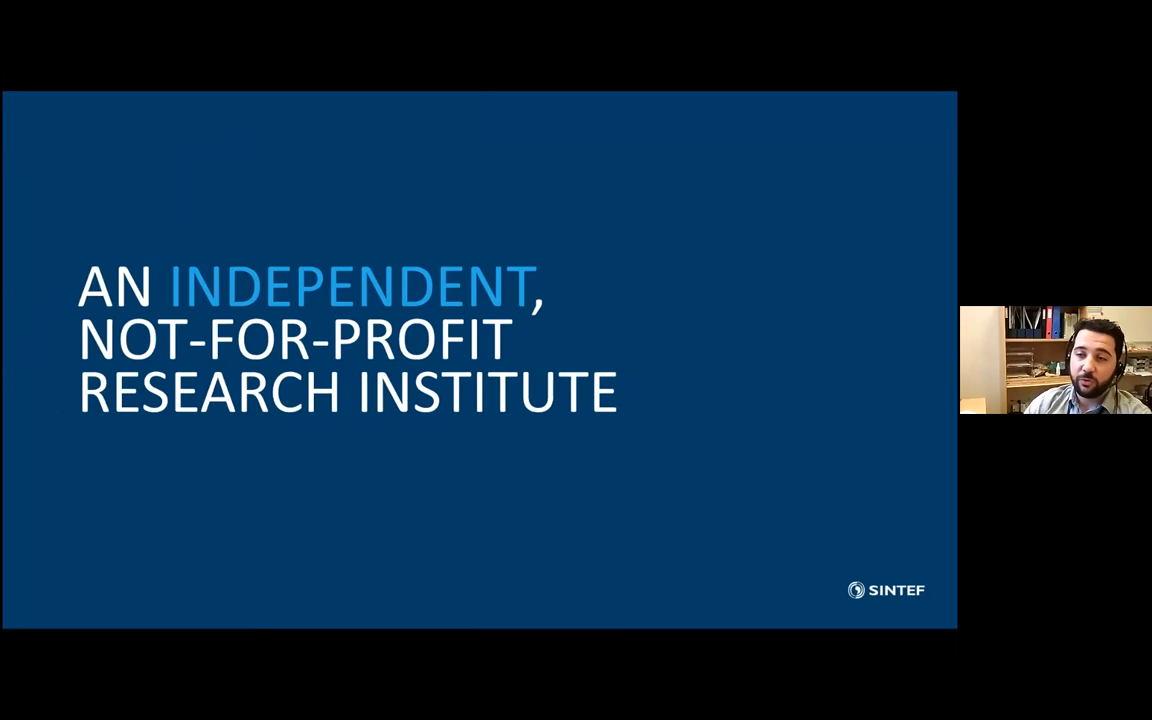 AN INDEPENDENT,
NOT-FOR-PROFIT
RESEARCH INSTITUTE
SINTEF